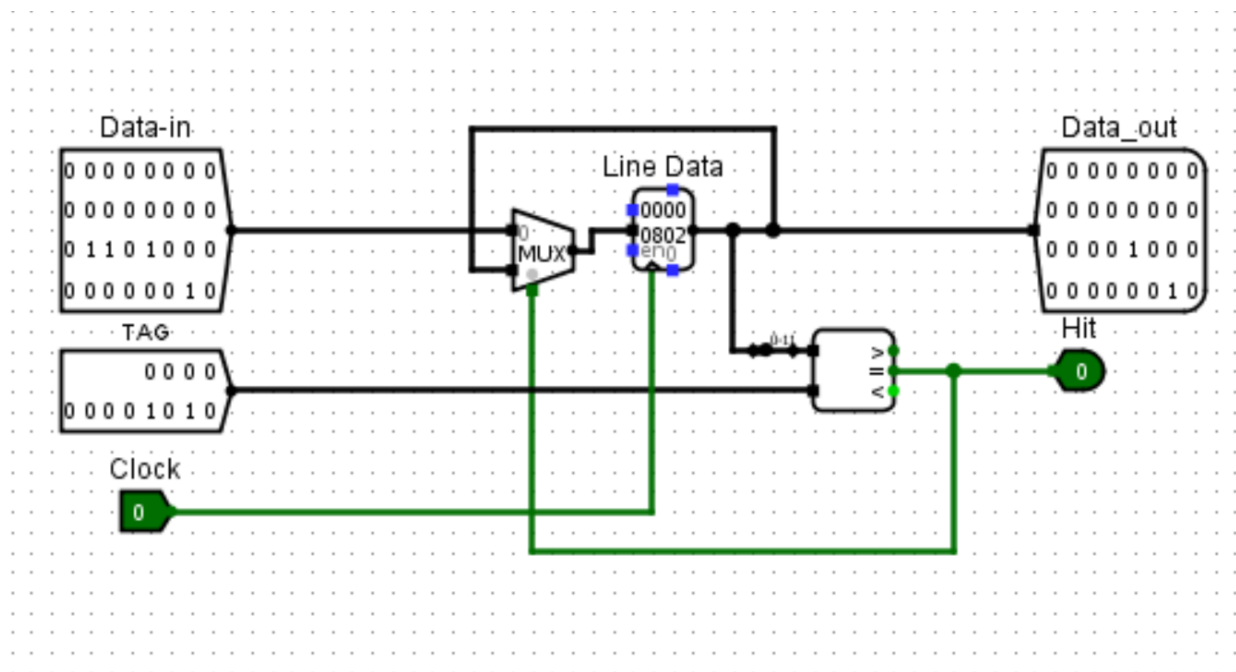 Data-in
0 0 0 0 0 0 0 0
0 0 0 0 0 0 0 0
0 1 1 0 1 0 0 0
0 0 0 0 0 0 1 0
Line Data
0000
0802
en0
0
MUX
Data_out
0 0 0 0 0 0 0 0
0 0 0 0 0 0 0 0
0 0 0 0 1 0 0 0
0 0 0 0 0 0 1 0
TAG
0 0 0 0
0 0 0 0 1 0 1 0
0-11
>
=
<
Hit
0
Clock
0